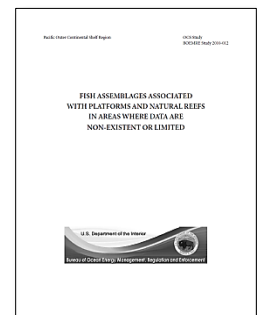 Pacific Outer Continental Shelf Region
OCS Study
BOEMRE Study 2010-012
FISH ASSEMBLAGES ASSOCIATED
WITH PLATFORMS AND NATURAL REEFS
IN AREAS WHERE DATA ARE
NON-EXISTENT OR LIMITED
U.S. Department of the Interior
Bureau of Ocean Energy Management, Regulation and Enforcement